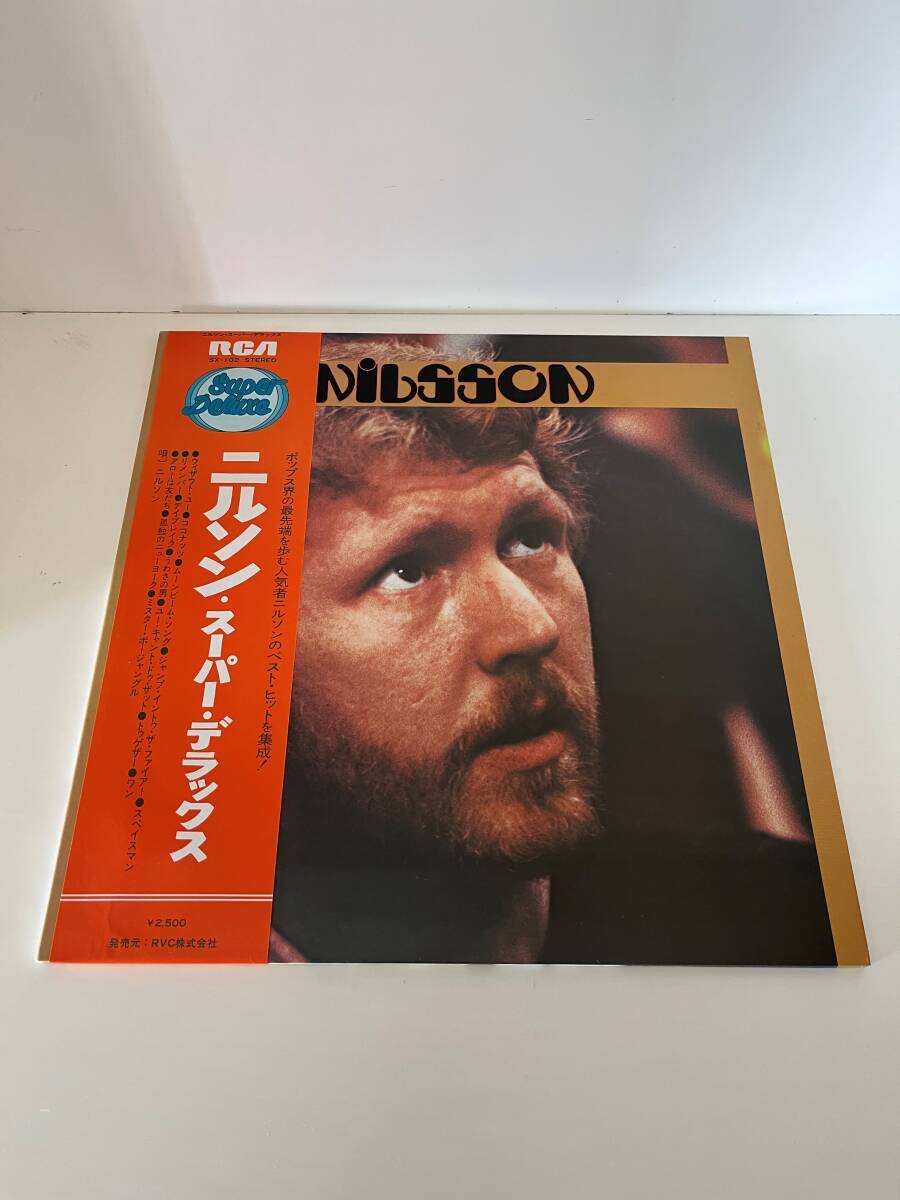 ニルソン・スーパー・デラックス
RCA
SX-102 STEREO
Super
Deluxe
NILSSON
ポップス界の最先端を歩む人気者ニルソンのベスト・ヒットを集成!
ニルソン・スーパー・デラックス
●ウィザウト・ユー●ココナッツ●ムーンビーム・ソング●ジャンプ・イントゥ・ザ・ファイアー●スペイスマン
●リメンバー●デイブレイク●うわさの男●ユー・キャント・ドゥ・ザット●トゥゲザー●ワン
●アローは友だち●孤独のニューヨーク●ミスター・ボージャングル
唄)ニルソン
¥2,500
発売元:RVC株式会社